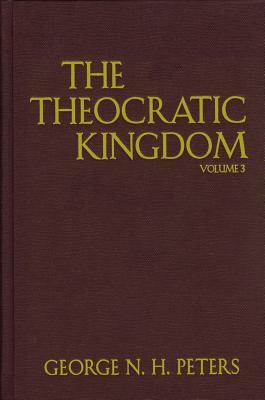 THE
THEOCRATIC
KINGDOM
VOLUME 3
GEORGE N. H. PETERS